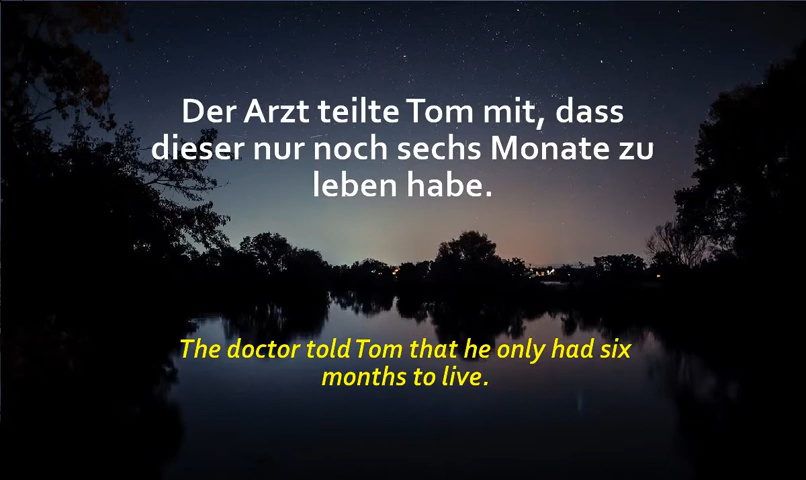 Der Arzt teilte Tom mit, dass
dieser nur noch sechs Monate zu
leben habe.
The doctor told Tom that he only had six
months to live.